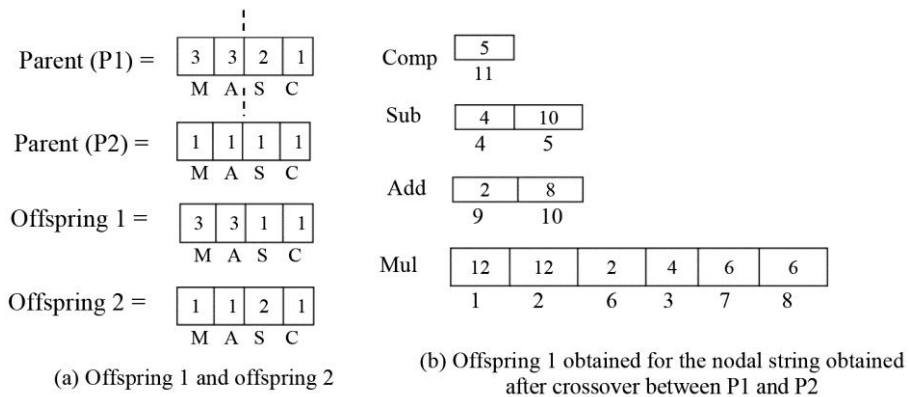 Parent (P1) = 3 3 2 1
M A S C
Parent (P2) = 1 1 1 1
M A S C
Offspring 1 = 3 3 1 1
M A S C
Offspring 2 = 1 1 2 1
M A S C
(a) Offspring 1 and offspring 2
Comp 5
11
Sub 4 10
4 5
Add 2 8
9 10
Mul 12 12 2 4 6 6
1 2 6 3 7 8
(b) Offspring 1 obtained for the nodal string obtained
after crossover between P1 and P2